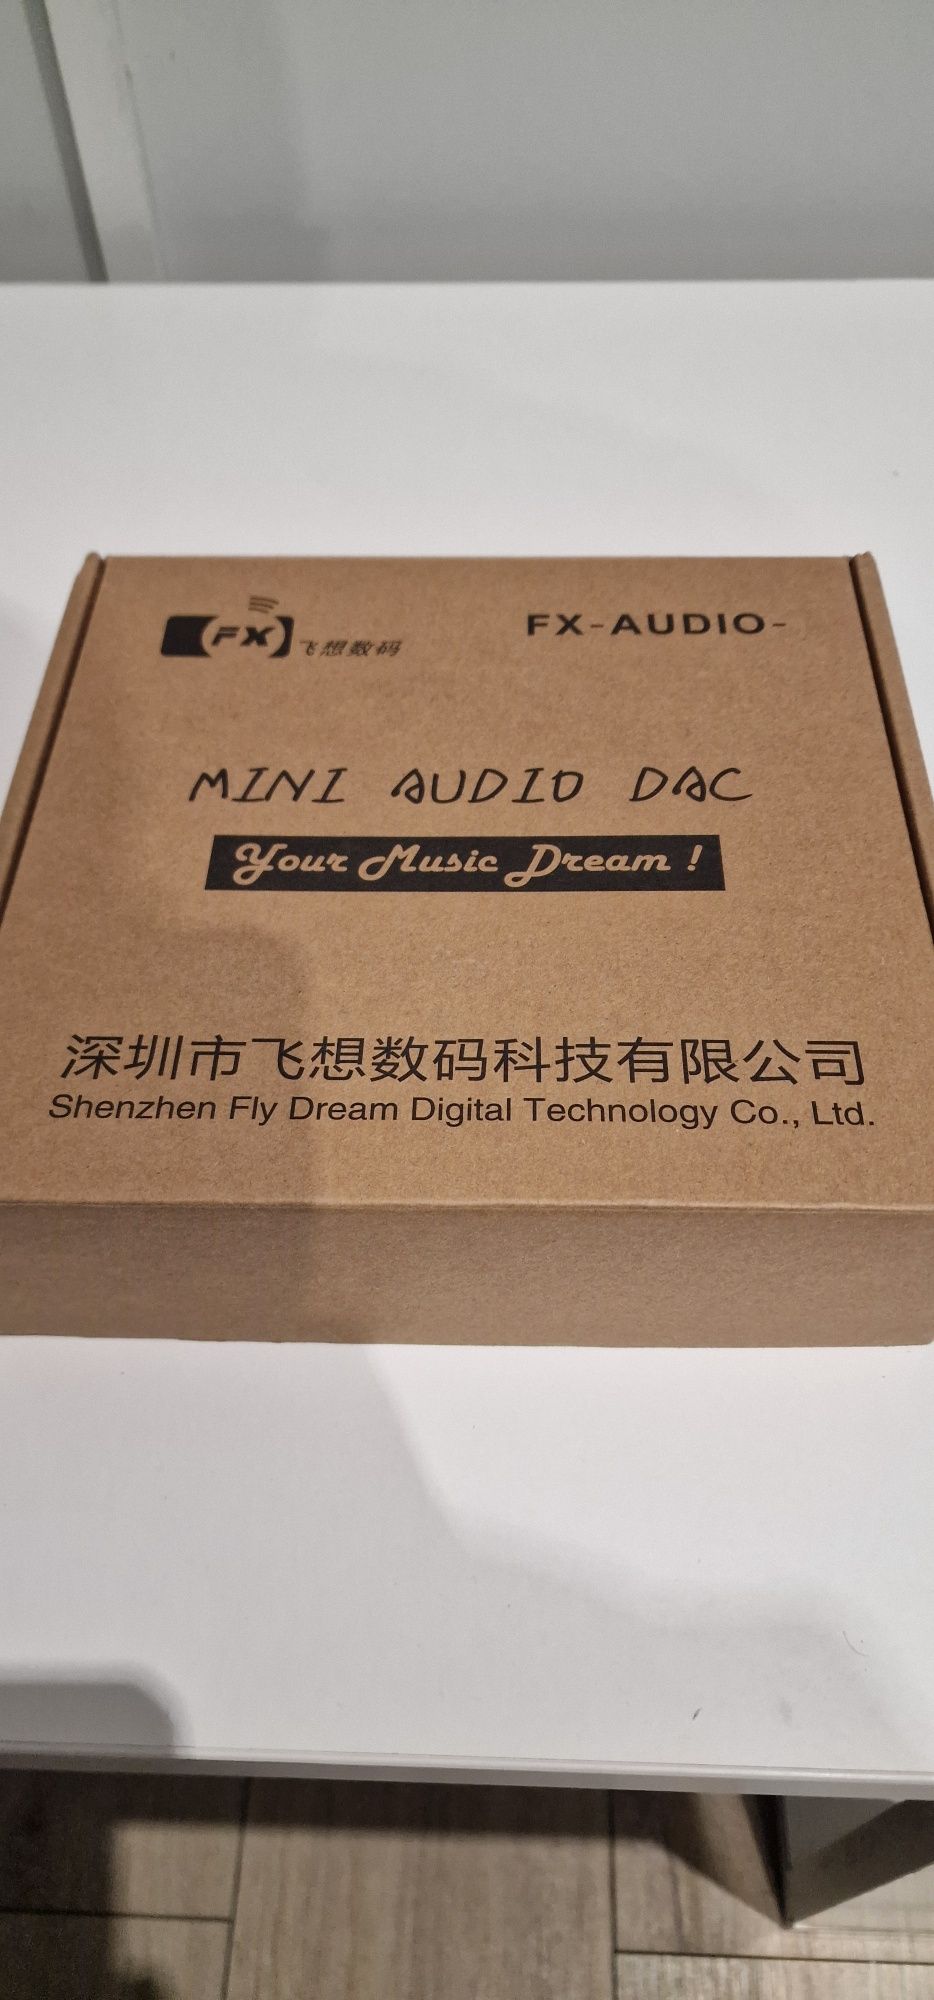 FX 飞想数码
FX-AUDIO-
MINI AUDIO DAC
Your Music Dream !
深圳市飞想数码科技有限公司
Shenzhen Fly Dream Digital Technology Co., Ltd.